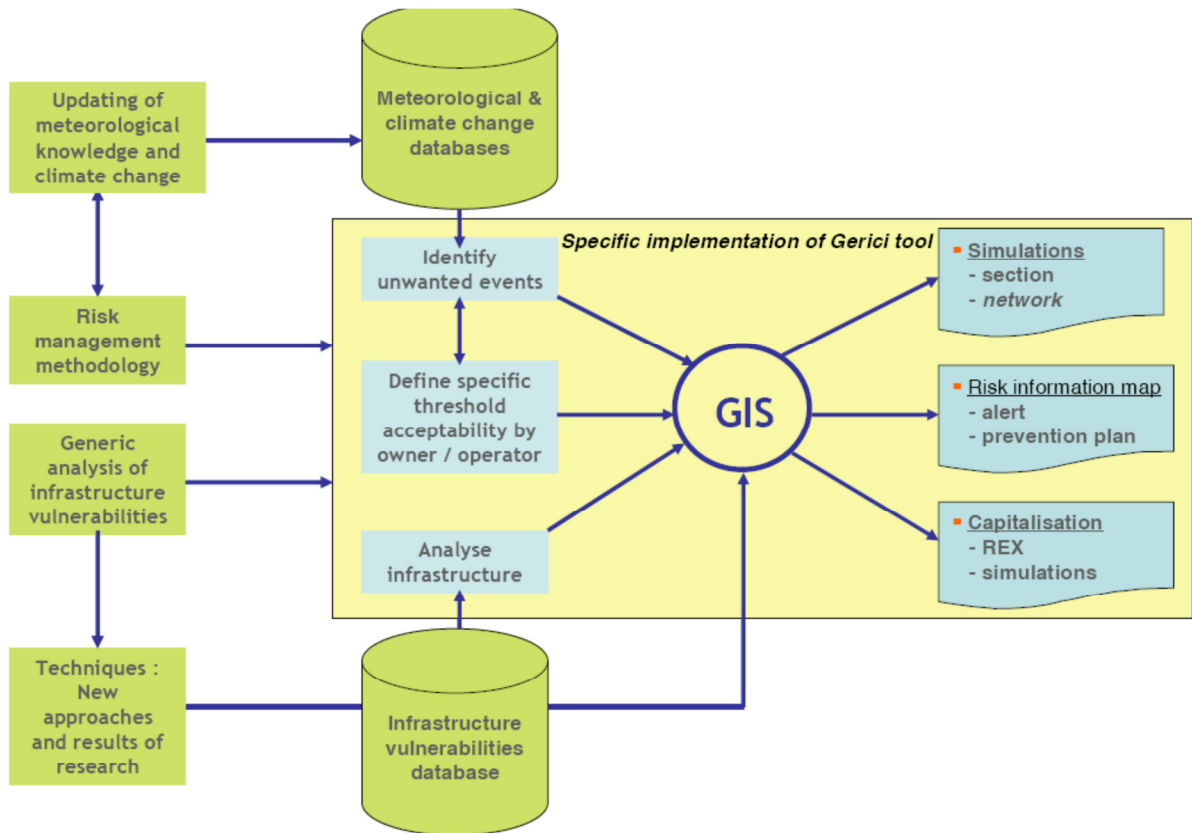 Updating of
meteorological
knowledge and
climate change
Meteorological &
climate change
databases
Risk
management
methodology
Generic
analysis of
infrastructure
vulnerabilities
Techniques :
New
approaches
and results of
research
Specific implementation of Gerici tool
Identify
unwanted events
Define specific
threshold
acceptability by
owner / operator
Analyse
infrastructure
Infrastructure
vulnerabilities
database
GIS
Simulations
- section
- network
Risk information map
- alert
- prevention plan
Capitalisation
- REX
- simulations